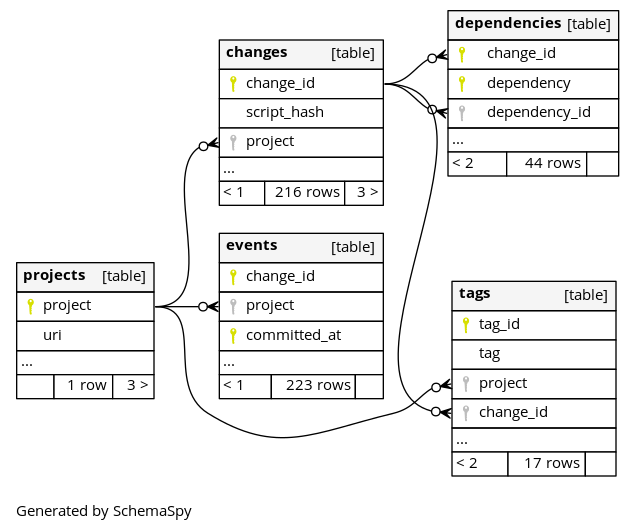 dependencies [table]
change_id
dependency
dependency_id
...
< 2 44 rows
changes [table]
change_id
script_hash
project
...
< 1 216 rows 3 >
events [table]
change_id
project
committed_at
...
< 1 223 rows
projects [table]
project
uri
...
1 row 3 >
tags [table]
tag_id
tag
project
change_id
...
< 2 17 rows
Generated by SchemaSpy